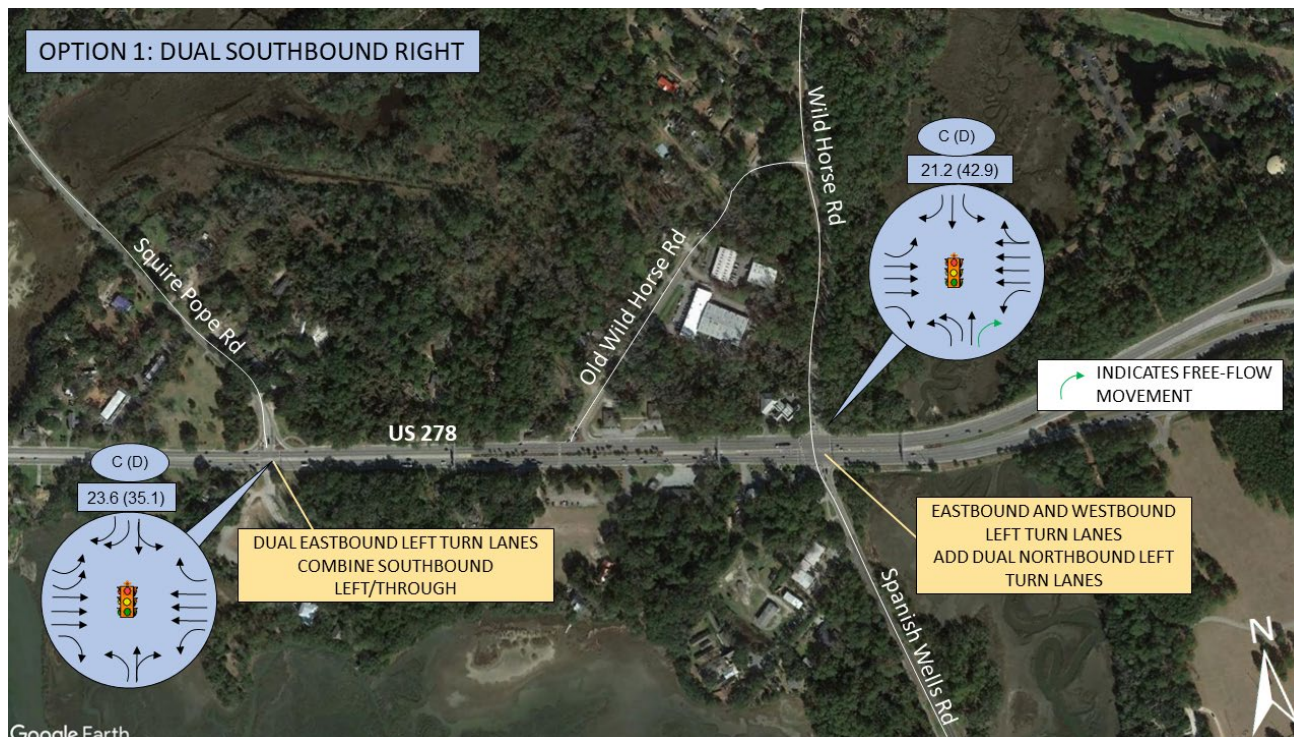 OPTION 1: DUAL SOUTHBOUND RIGHT
Wild Horse Rd
C (D)
21.2 (42.9)
Squire Pope Rd
Old Wild Horse Rd
INDICATES FREE-FLOW
MOVEMENT
US 278
C (D)
23.6 (35.1)
DUAL EASTBOUND LEFT TURN LANES
COMBINE SOUTHBOUND
LEFT/THROUGH
EASTBOUND AND WESTBOUND
LEFT TURN LANES
ADD DUAL NORTHBOUND LEFT
TURN LANES
Spanish Wells Rd
N
Google Earth